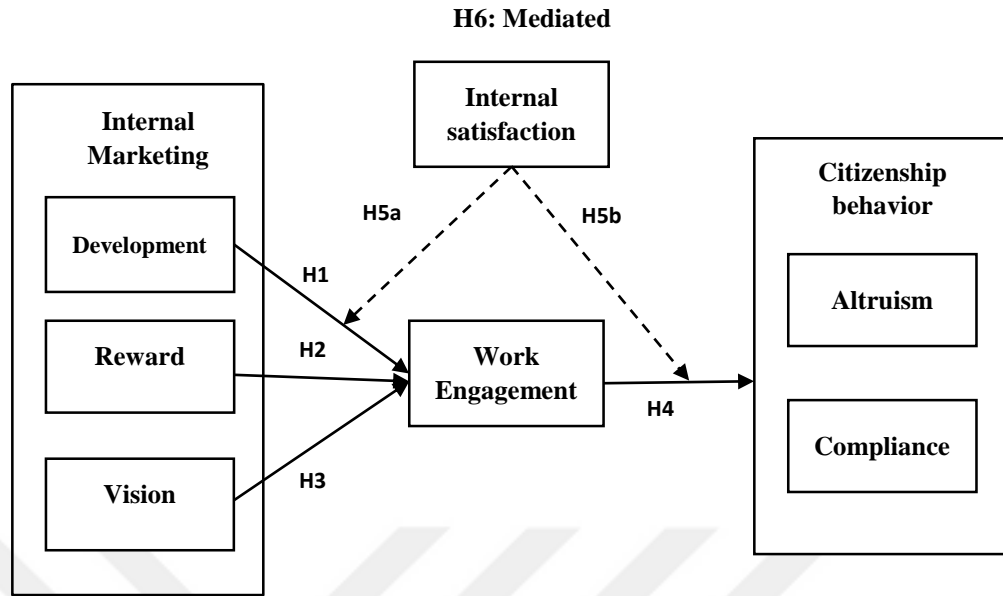 H6: Mediated
Internal
satisfaction
Internal
Marketing
Citizenship
behavior
H5a
H5b
Development
H1
Altruism
Reward
H2
Work
Engagement
H4
Compliance
Vision
H3